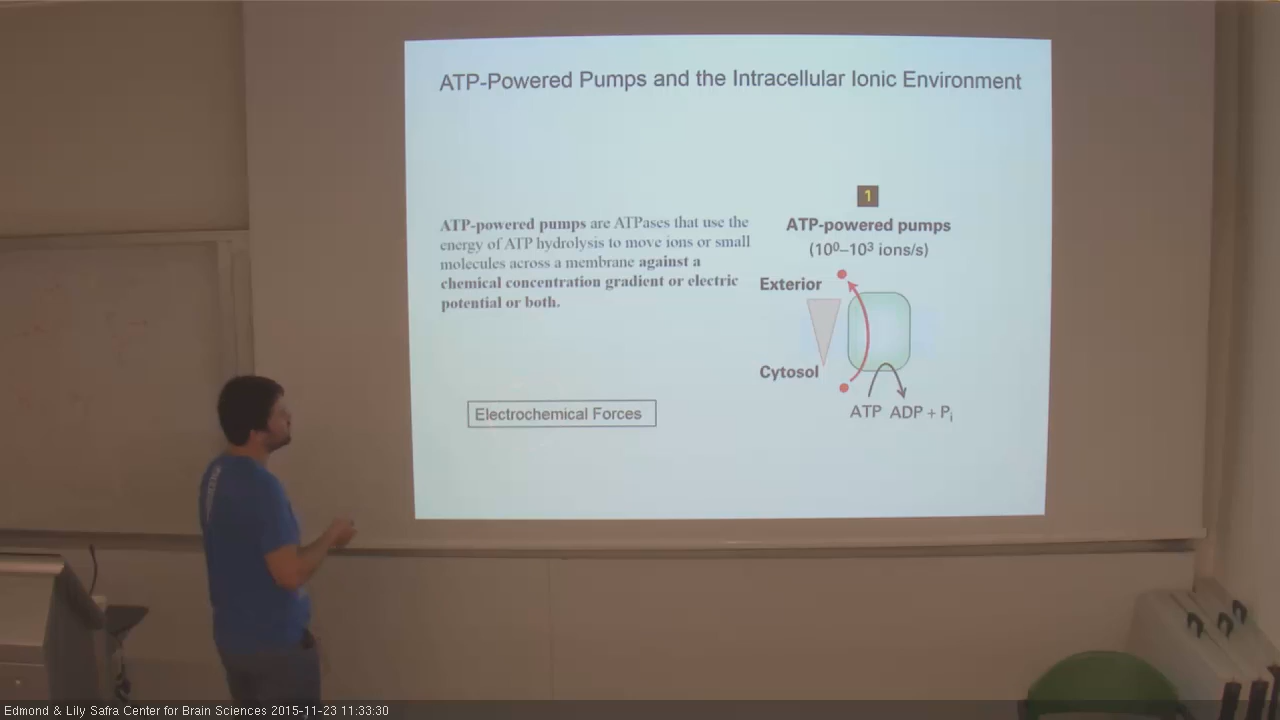 ATP-Powered Pumps and the Intracellular Ionic Environment
ATP-powered pumps are ATPases that use the
energy of ATP hydrolysis to move ions or small
molecules across a membrane against a
chemical concentration gradient or electric
potential or both.
Electrochemical Forces
1
ATP-powered pumps
(10⁰–10³ ions/s)
Exterior
Cytosol
ATP ADP + Pᵢ
Edmond & Lily Safra Center for Brain Sciences 2015-11-23 11:33:30